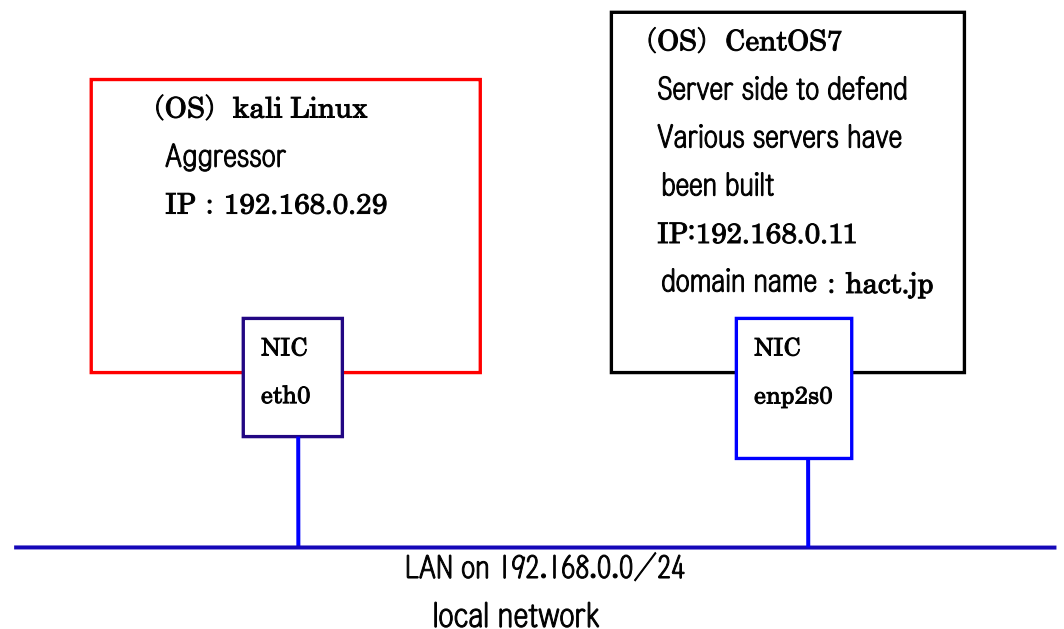 （OS）kali Linux
Aggressor
IP：192.168.0.29
NIC
eth0
（OS）CentOS7
Server side to defend
Various servers have
been built
IP:192.168.0.11
domain name：hact.jp
NIC
enp2s0
LAN on 192.168.0.0／24
local network